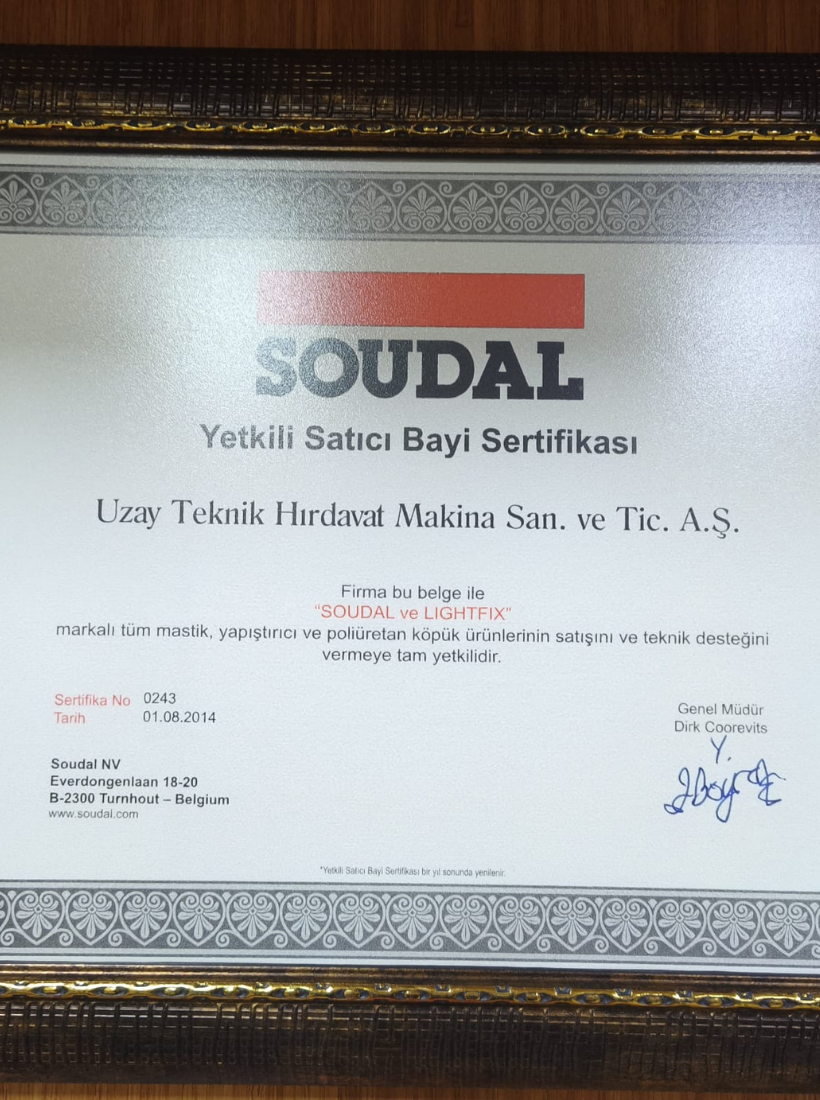 SOUDAL
Yetkili Satıcı Bayi Sertifikası
Uzay Teknik Hırdavat Makina San. ve Tic. A.Ş.
Firma bu belge ile
"SOUDAL ve LIGHTFIX"
markalı tüm mastik, yapıştırıcı ve poliüretan köpük ürünlerinin satışını ve teknik desteğini
vermeye tam yetkilidir.
Sertifika No 0243
Tarih 01.08.2014
Genel Müdür
Dirk Coorevits
Y.
Soudal NV
Everdongenlaan 18-20
B-2300 Turnhout – Belgium
www.soudal.com
*Yetkili Satıcı Bayi Sertifikası bir yıl sonunda yenilenir.